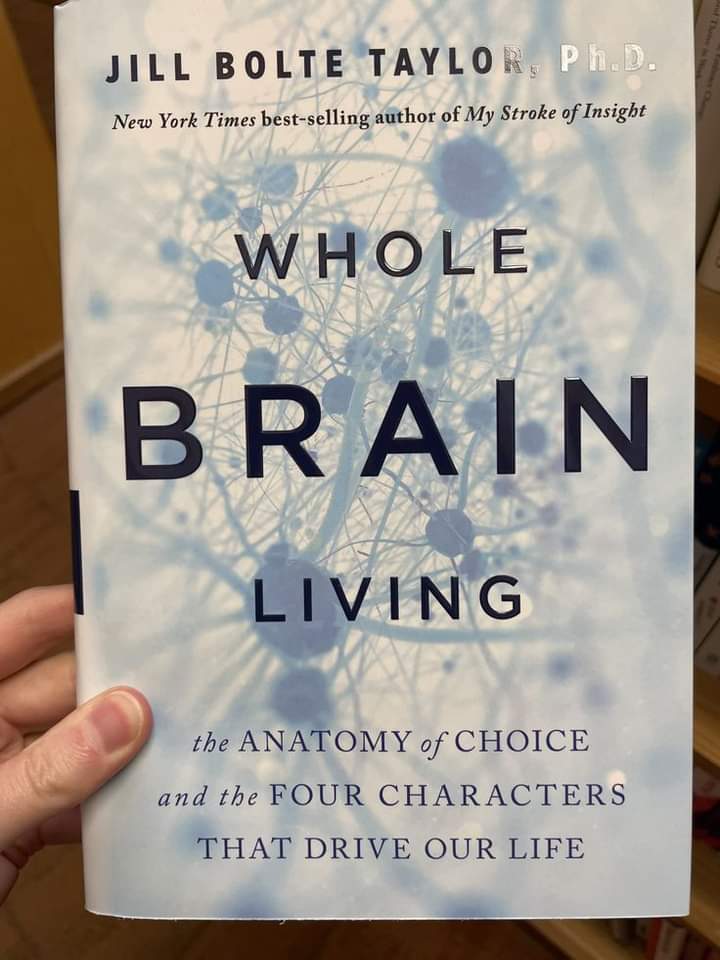 JILL BOLTE TAYLOR, Ph.D.
New York Times best-selling author of My Stroke of Insight
WHOLE
BRAIN
LIVING
the ANATOMY of CHOICE
and the FOUR CHARACTERS
THAT DRIVE OUR LIFE